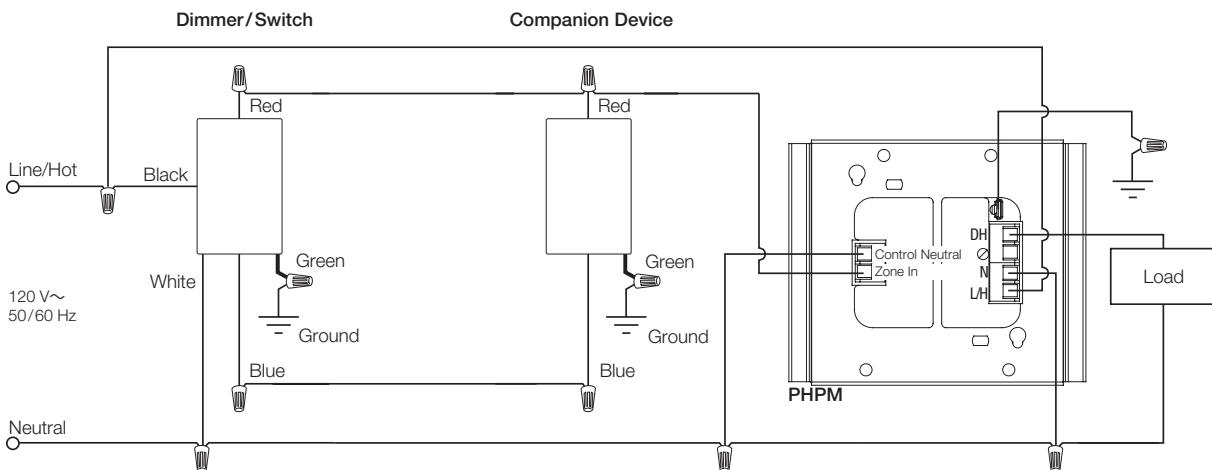 Dimmer/Switch
Companion Device
Red
Red
Line/Hot
Black
DH
Control Neutral
Green
Green
N
Zone In
White
Load
L/H
120 V~
50/60 Hz
Ground
Ground
Blue
Blue
PHPM
Neutral